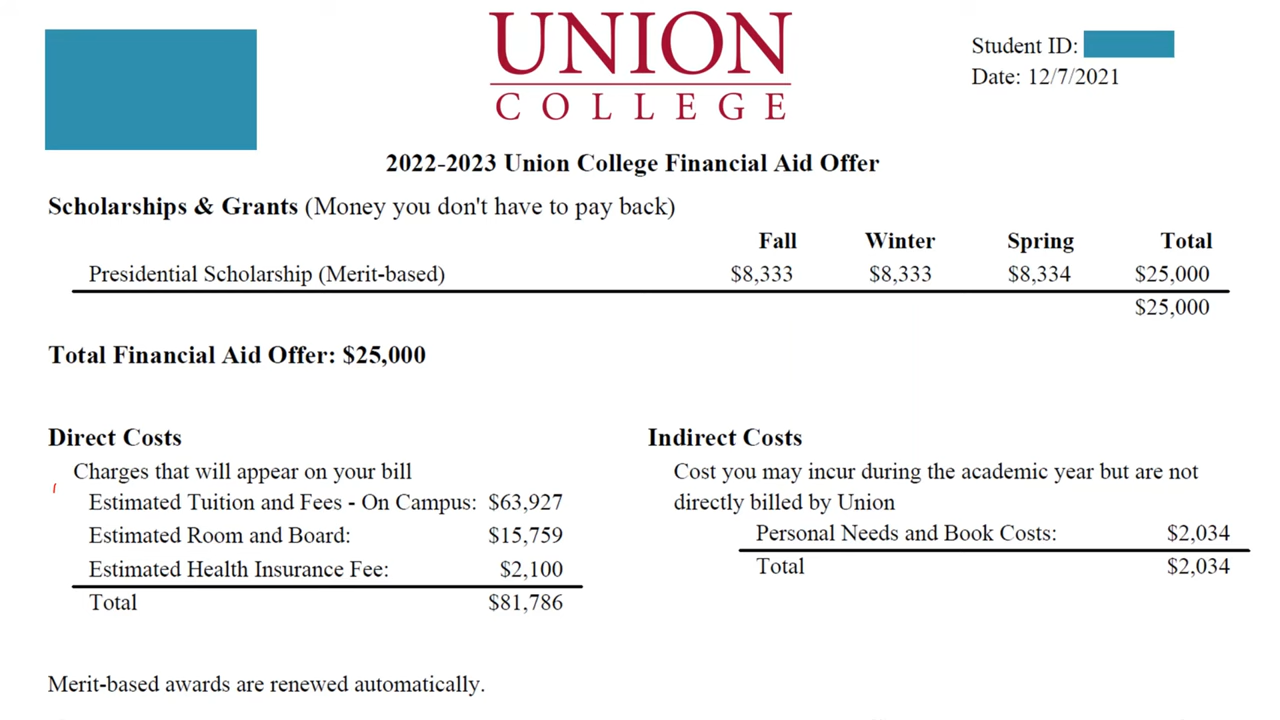 UNION
COLLEGE
Student ID:
Date: 12/7/2021
2022-2023 Union College Financial Aid Offer
Scholarships & Grants (Money you don't have to pay back)
Fall Winter Spring Total
Presidential Scholarship (Merit-based) $8,333 $8,333 $8,334 $25,000
$25,000
Total Financial Aid Offer: $25,000
Direct Costs
Charges that will appear on your bill
Estimated Tuition and Fees - On Campus: $63,927
Estimated Room and Board: $15,759
Estimated Health Insurance Fee: $2,100
Total $81,786
Indirect Costs
Cost you may incur during the academic year but are not
directly billed by Union
Personal Needs and Book Costs: $2,034
Total $2,034
Merit-based awards are renewed automatically.